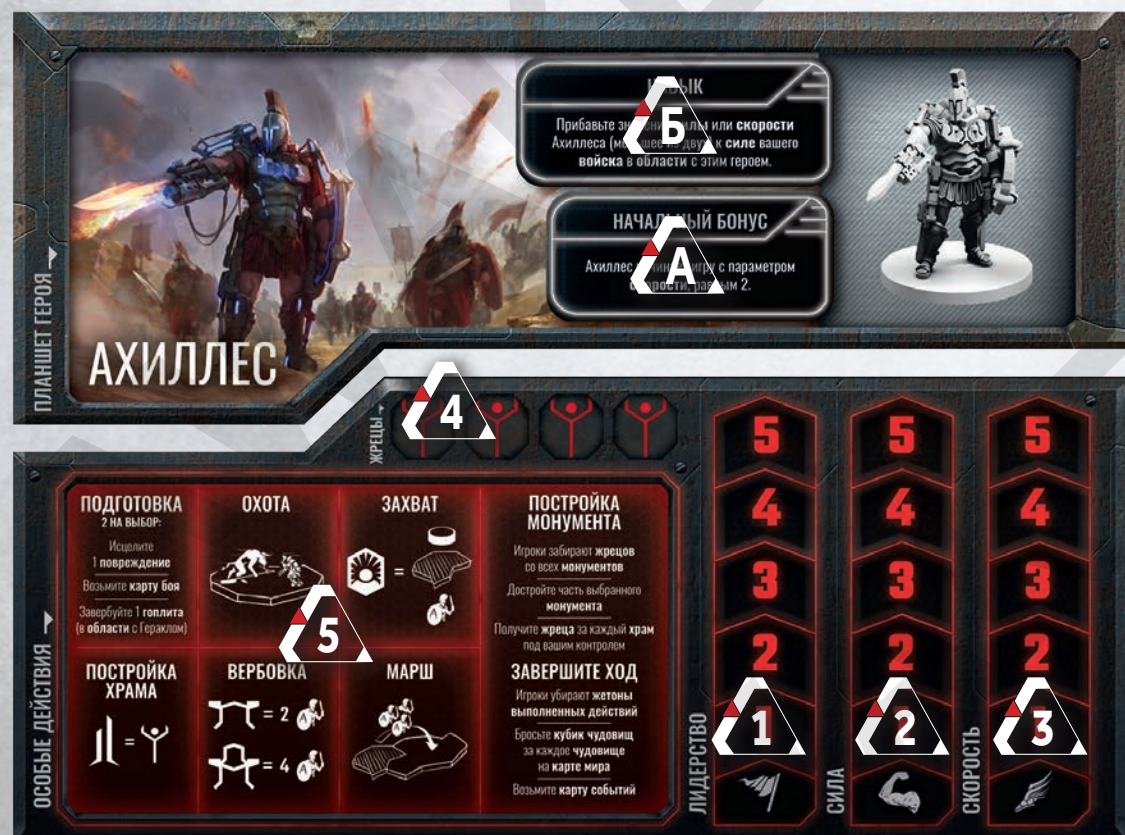 ПЛАНШЕТ ГЕРОЯ
АХИЛЛЕС
Б
Прибавьте или скорости
Ахиллеса к силе вашего
войска в области с этим героем.
НАЧАЛЬНЫЙ БОНУС
А
Ахиллес игру с параметром
2.
ЖРЕЦЫ
4
ОСОБЫЕ ДЕЙСТВИЯ
ПОДГОТОВКА
2 НА ВЫБОР:
Исцелите
1 повреждение
Возьмите карту боя
Завербуйте 1 гоплита
(в области с Гераклом)
ОХОТА
ЗАХВАТ
=
5
ПОСТРОЙКА
МОНУМЕНТА
Игроки забирают жрецов
со всех монументов
Достройте часть выбранного
монумента
Получите жреца за каждый храм
под вашим контролем
ПОСТРОЙКА
ХРАМА
=
ВЕРБОВКА
= 2
= 4
МАРШ
ЗАВЕРШИТЕ ХОД
Игроки убирают жетоны
выполненных действий
Бросьте кубик чудовищ
за каждое чудовище
на карте мира
Возьмите карту событий
ЛИДЕРСТВО
5
4
3
2
1
СИЛА
5
4
3
2
2
СКОРОСТЬ
5
4
3
2
3